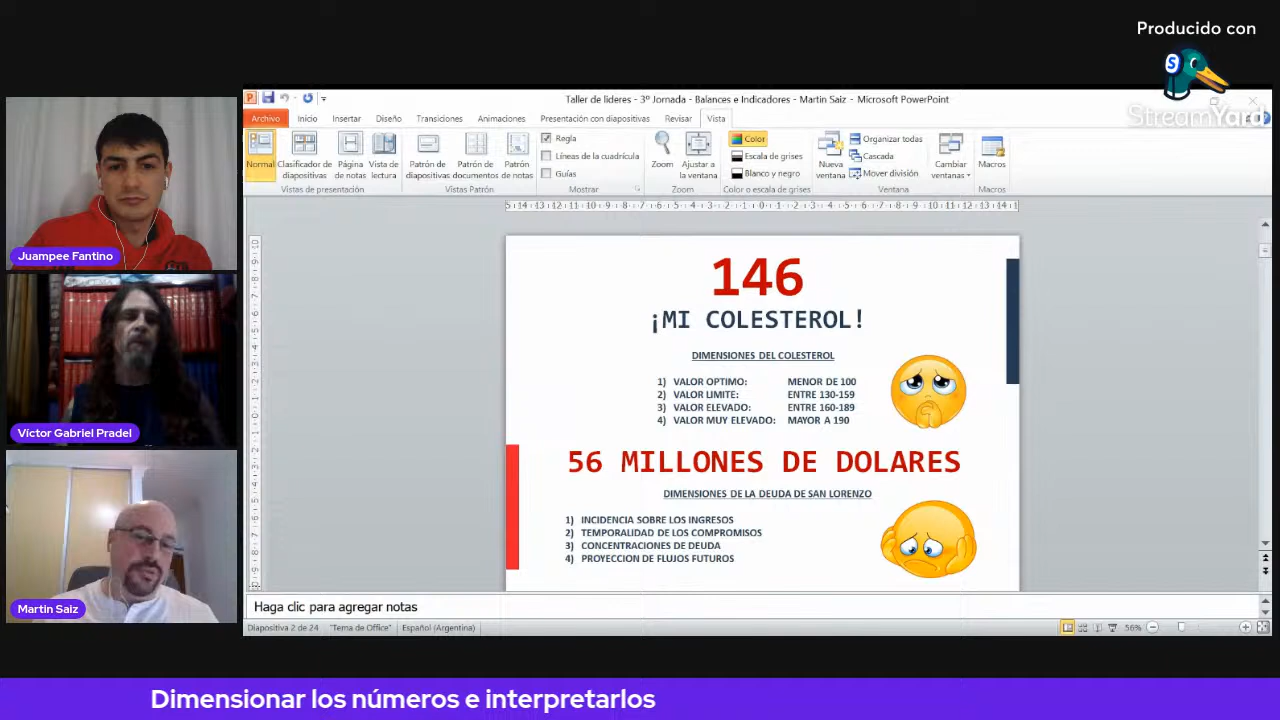 Producido con
StreamYard
Juampee Fantino
Víctor Gabriel Pradel
Martin Saiz
Taller de lideres - 3º Jornada - Balances e Indicadores - Martin Saiz - Microsoft PowerPoint
Archivo Inicio Insertar Diseño Transiciones Animaciones Presentación con diapositivas Revisar Vista
Normal Clasificador de diapositivas Página de notas Vista de lectura
Vistas de presentación
Patrón de diapositivas Patrón de documentos Patrón de notas
Vistas Patrón
Regla
Líneas de la cuadrícula
Guías
Mostrar
Zoom Ajustar a la ventana
Zoom
Color
Escala de grises
Blanco y negro
Color o escala de grises
Nueva ventana
Organizar todas
Cascada
Mover división
Cambiar ventanas
Ventana
Macros
Macros
146
¡MI COLESTEROL!
DIMENSIONES DEL COLESTEROL
1) VALOR OPTIMO: MENOR DE 100
2) VALOR LIMITE: ENTRE 130-159
3) VALOR ELEVADO: ENTRE 160-189
4) VALOR MUY ELEVADO: MAYOR A 190
56 MILLONES DE DOLARES
DIMENSIONES DE LA DEUDA DE SAN LORENZO
1) INCIDENCIA SOBRE LOS INGRESOS
2) TEMPORALIDAD DE LOS COMPROMISOS
3) CONCENTRACIONES DE DEUDA
4) PROYECCION DE FLUJOS FUTUROS
Haga clic para agregar notas
Diapositiva 2 de 24 "Tema de Office" Español (Argentina) 56%
Dimensionar los números e interpretarlos